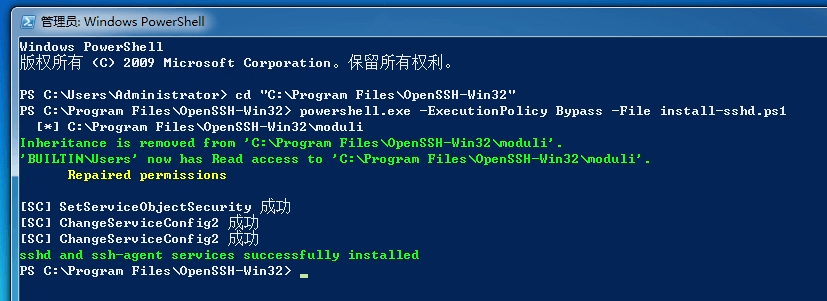 管理员: Windows PowerShell
Windows PowerShell
版权所有 (C) 2009 Microsoft Corporation。保留所有权利。
PS C:\Users\Administrator> cd "C:\Program Files\OpenSSH-Win32"
PS C:\Program Files\OpenSSH-Win32> powershell.exe -ExecutionPolicy Bypass -File install-sshd.ps1
[*] C:\Program Files\OpenSSH-Win32\moduli
Inheritance is removed from 'C:\Program Files\OpenSSH-Win32\moduli'.
'BUILTIN\Users' now has Read access to 'C:\Program Files\OpenSSH-Win32\moduli'.
Repaired permissions
[SC] SetServiceObjectSecurity 成功
[SC] ChangeServiceConfig2 成功
[SC] ChangeServiceConfig2 成功
sshd and ssh-agent services successfully installed
PS C:\Program Files\OpenSSH-Win32> _